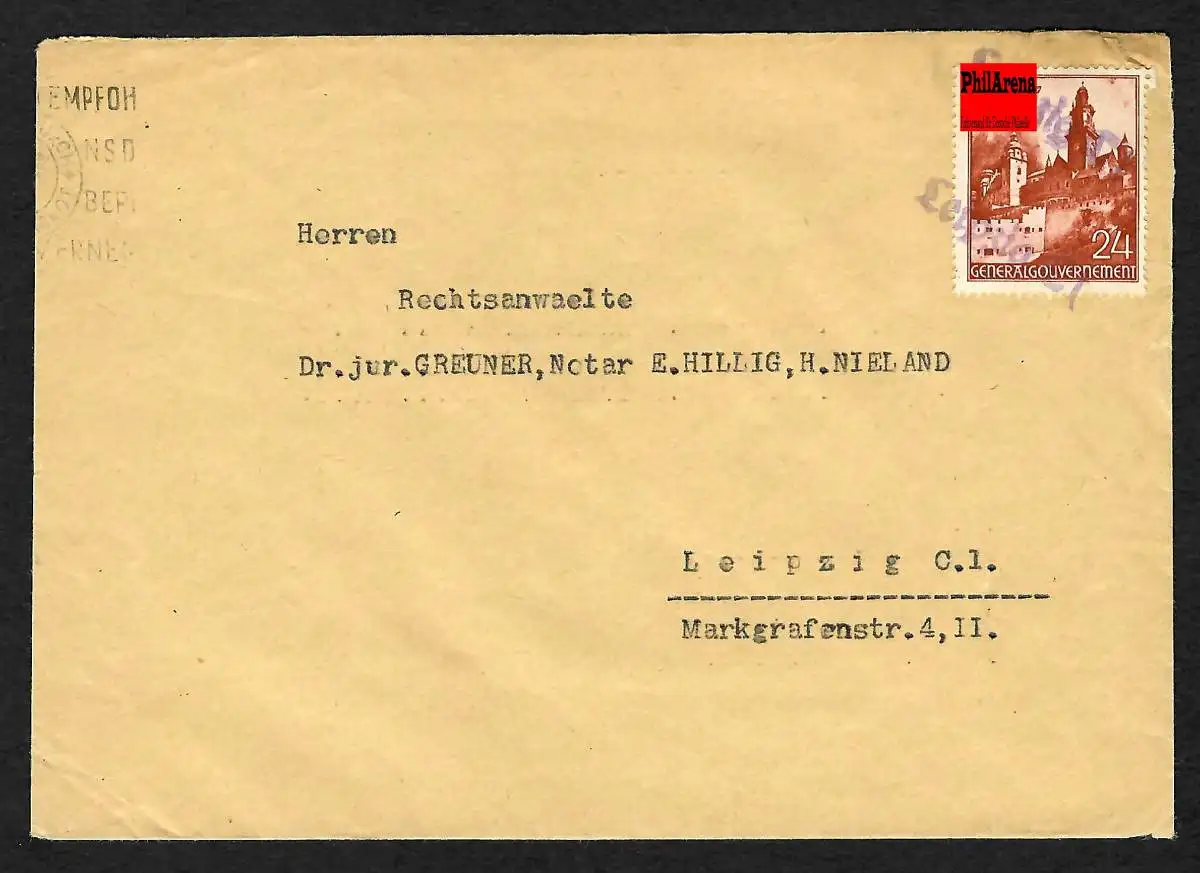 EMPFOH
NSD
BER
ERNE
PhilArena
24
GENERALGOUVERNEMENT
Herren
Rechtsanwaelte
Dr.jur.GREUNER,Notar E.HILLIG,H.NIELAND
Leipzig C.1.
Markgrafenstr.4,II.